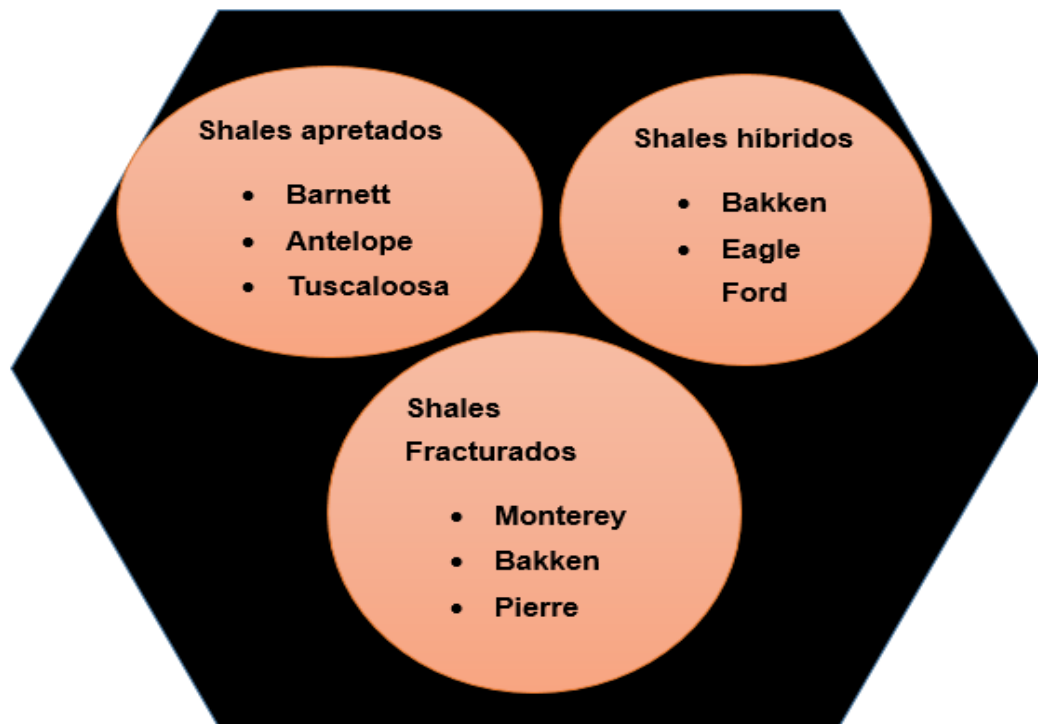 Shales apretados
• Barnett
• Antelope
• Tuscaloosa
Shales híbridos
• Bakken
• Eagle
Ford
Shales
Fracturados
• Monterey
• Bakken
• Pierre